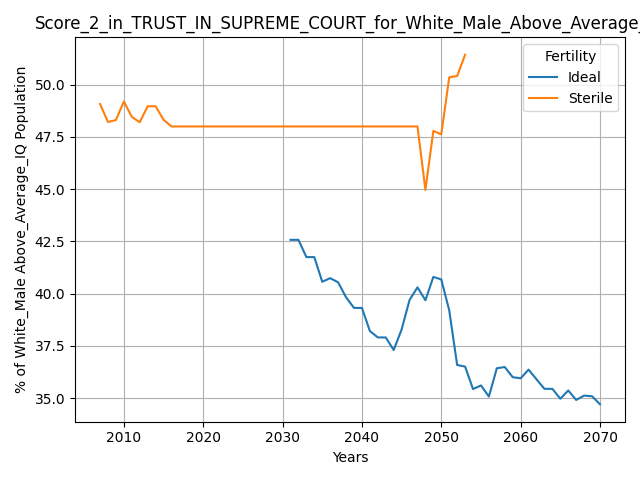 Score_2_in_TRUST_IN_SUPREME_COURT_for_White_Male_Above_Average_
Fertility
Ideal
Sterile
% of White_Male Above_Average_IQ Population
50.0
47.5
45.0
42.5
40.0
37.5
35.0
2010 2020 2030 2040 2050 2060 2070
Years